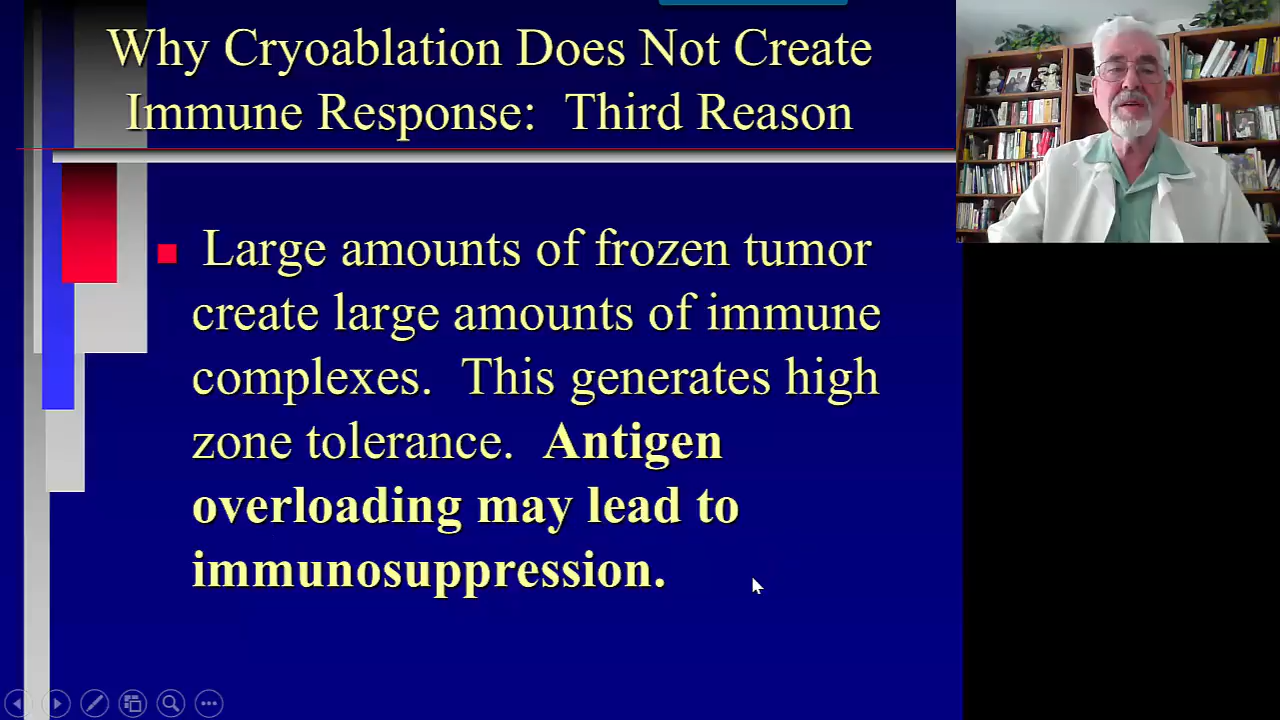 Why Cryoablation Does Not Create
Immune Response: Third Reason
Large amounts of frozen tumor
create large amounts of immune
complexes. This generates high
zone tolerance. Antigen
overloading may lead to
immunosuppression.